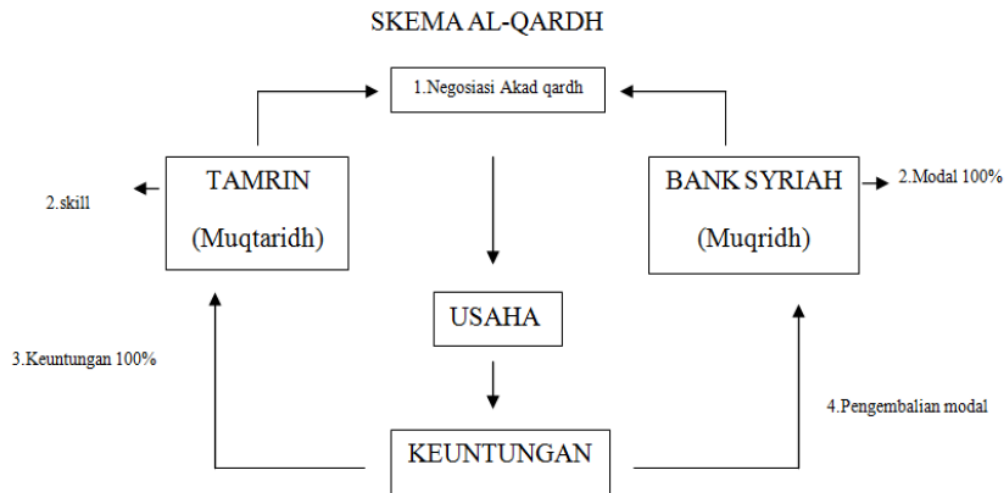 SKEMA AL-QARDH
1.Negosiasi Akad qardh
TAMRIN
(Muqtaridh)
BANK SYRIAH
(Muqridh)
2.skill
2.Modal 100%
USAHA
3.Keuntungan 100%
4.Pengembalian modal
KEUNTUNGAN